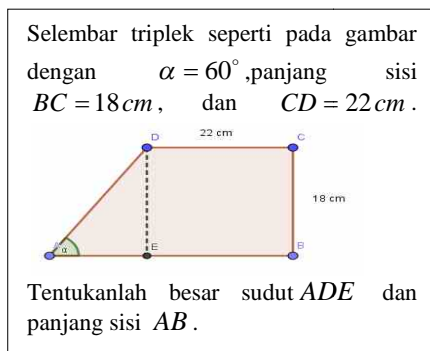 Selembar triplek seperti pada gambar
dengan α = 60°,panjang sisi
BC = 18 cm, dan CD = 22 cm.
D 22 cm C
18 cm
A α E B
Tentukanlah besar sudut ADE dan
panjang sisi AB.